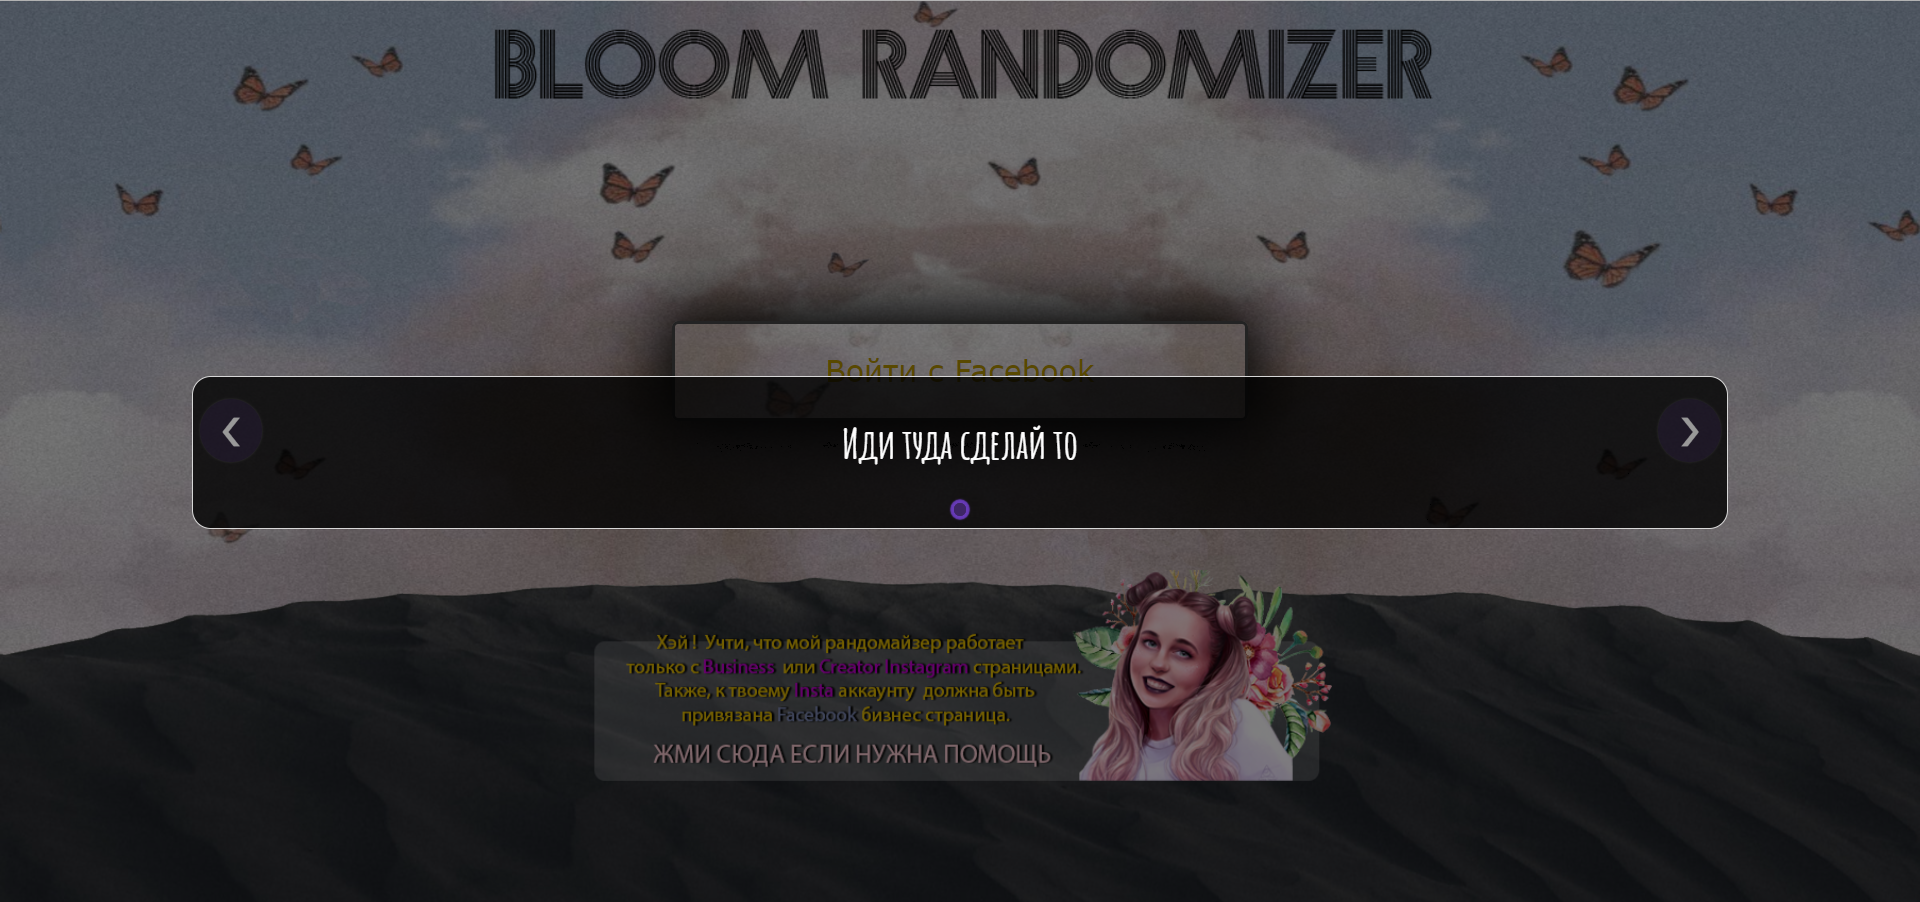 BLOOM RANDOMIZER
Войти с Facebook
Иди туда сделай то
Хэй ! Учти, что мой рандомайзер работает
только с Business или Creator Instagram страницами.
Также, к твоему Insta аккаунту должна быть
привязана Facebook бизнес страница.
ЖМИ СЮДА ЕСЛИ НУЖНА ПОМОЩЬ